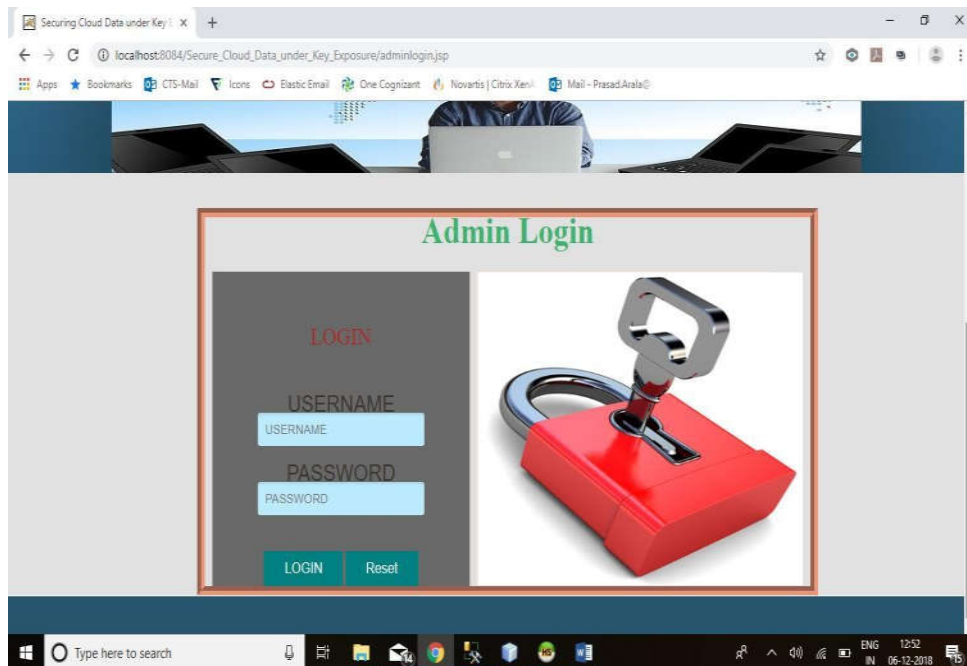 Securing Cloud Data under Key
localhost:8084/Secure_Cloud_Data_under_Key_Exposure/adminlogin.jsp
Apps Bookmarks CTS-Mail Icons Elastic Email One Cognizant Novartis | Citrix Mail - Prasad.Arala
Admin Login
LOGIN
USERNAME
USERNAME
PASSWORD
PASSWORD
LOGIN Reset
Type here to search
14
ENG 12:52
IN 06-12-2018
15